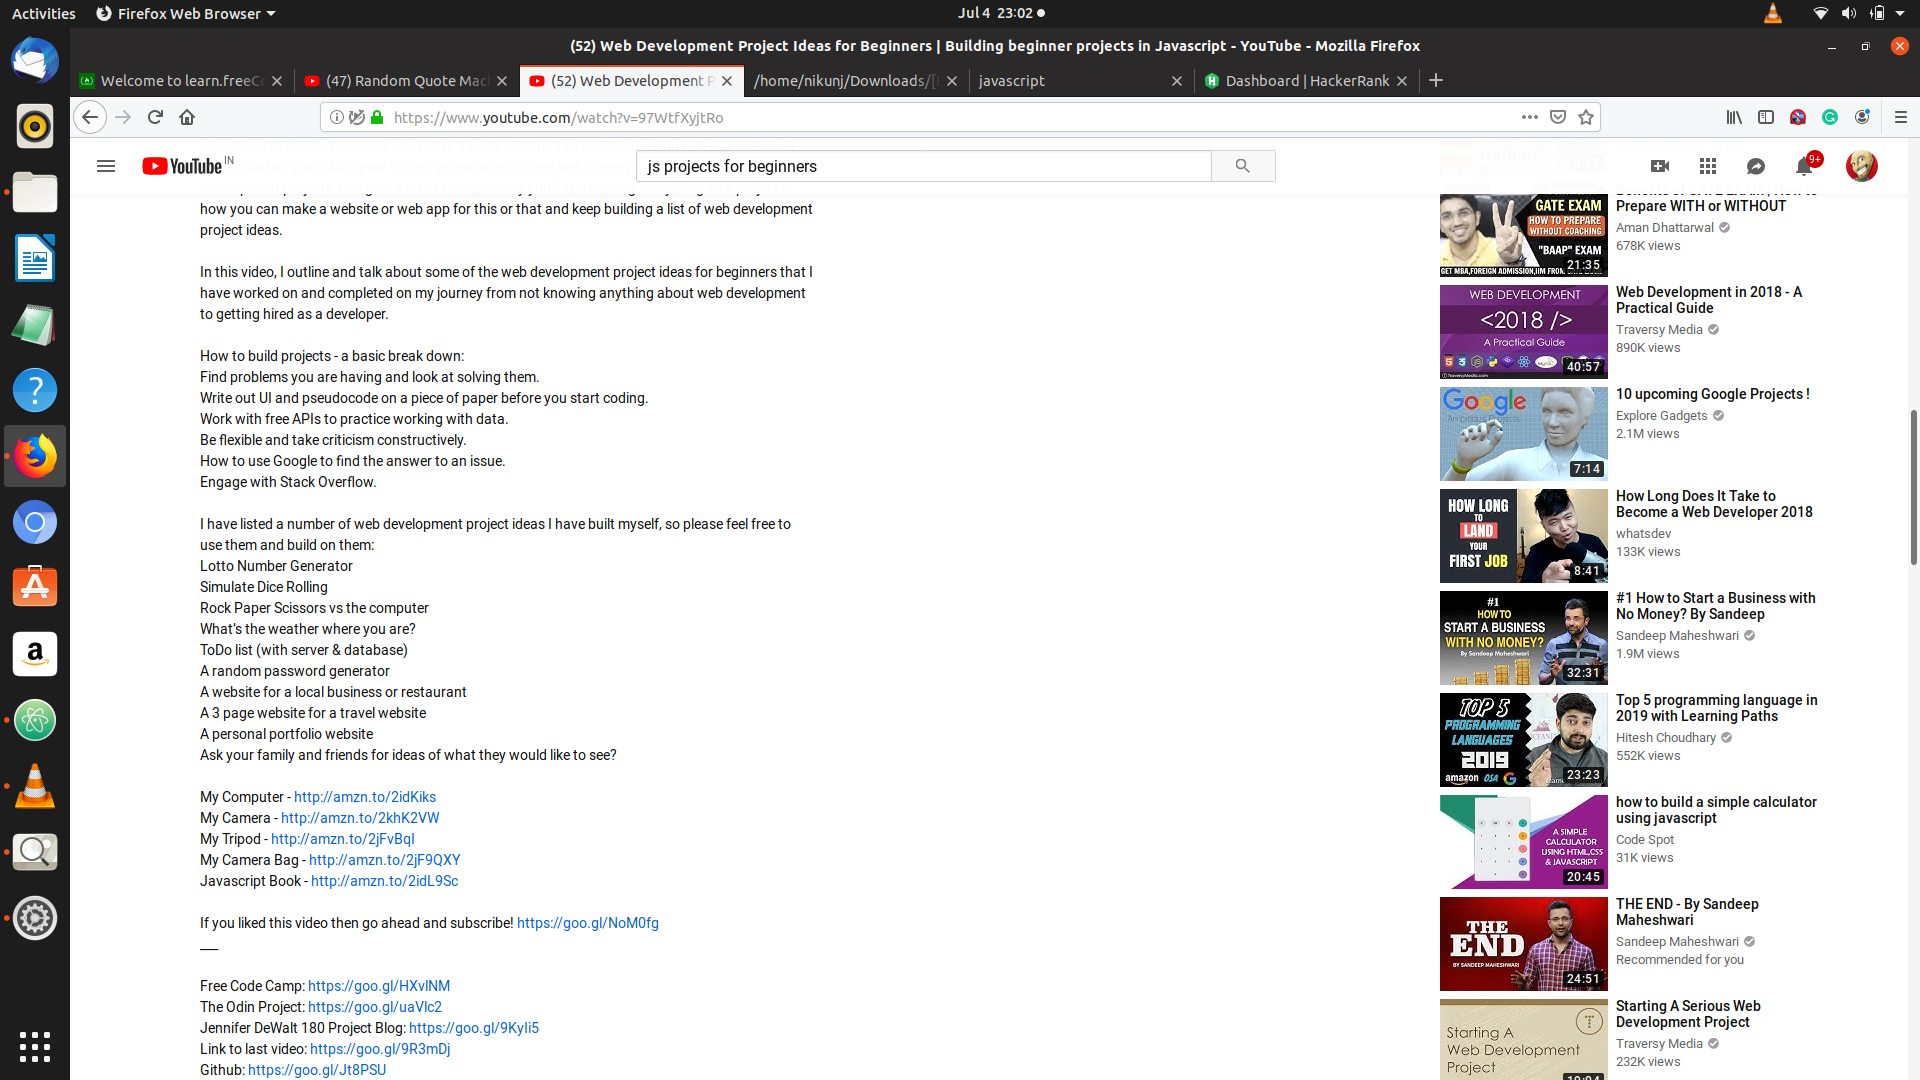 Activities
Firefox Web Browser
Jul 4 23:02
(52) Web Development Project Ideas for Beginners | Building beginner projects in Javascript - YouTube - Mozilla Firefox
Welcome to learn.freeC
(47) Random Quote Mac
(52) Web Development P
/home/nikunj/Downloads/[
javascript
Dashboard | HackerRank
https://www.youtube.com/watch?v=97WtfXyjtRo
YouTube IN
js projects for beginners
9+
how you can make a website or web app for this or that and keep building a list of web development
project ideas.
In this video, I outline and talk about some of the web development project ideas for beginners that I
have worked on and completed on my journey from not knowing anything about web development
to getting hired as a developer.
How to build projects - a basic break down:
Find problems you are having and look at solving them.
Write out UI and pseudocode on a piece of paper before you start coding.
Work with free APIs to practice working with data.
Be flexible and take criticism constructively.
How to use Google to find the answer to an issue.
Engage with Stack Overflow.
I have listed a number of web development project ideas I have built myself, so please feel free to
use them and build on them:
Lotto Number Generator
Simulate Dice Rolling
Rock Paper Scissors vs the computer
What's the weather where you are?
ToDo list (with server & database)
A random password generator
A website for a local business or restaurant
A 3 page website for a travel website
A personal portfolio website
Ask your family and friends for ideas of what they would like to see?
My Computer - http://amzn.to/2idKiks
My Camera - http://amzn.to/2khK2VW
My Tripod - http://amzn.to/2jFvBqI
My Camera Bag - http://amzn.to/2jF9QXY
Javascript Book - http://amzn.to/2idL9Sc
If you liked this video then go ahead and subscribe! https://goo.gl/NoM0fg
___
Free Code Camp: https://goo.gl/HXvINM
The Odin Project: https://goo.gl/uaVlc2
Jennifer DeWalt 180 Project Blog: https://goo.gl/9KyIi5
Link to last video: https://goo.gl/9R3mDj
Github: https://goo.gl/Jt8PSU
GATE EXAM
HOW TO PREPARE
WITHOUT COACHING
"BAAP" EXAM
21:35
GET MBA,FOREIGN ADMISSION,IIM FROM
Prepare WITH or WITHOUT
Aman Dhattarwal
678K views
WEB DEVELOPMENT
<2018 />
A Practical Guide
40:57
Web Development in 2018 - A
Practical Guide
Traversy Media
890K views
Google
Ambitious Projects
7:14
10 upcoming Google Projects !
Explore Gadgets
2.1M views
HOW LONG
TO
LAND
YOUR
FIRST JOB
8:41
How Long Does It Take to
Become a Web Developer 2018
whatsdev
133K views
#1
HOW TO
START A BUSINESS
WITH NO MONEY?
By Sandeep Maheshwari
32:31
#1 How to Start a Business with
No Money? By Sandeep
Sandeep Maheshwari
1.9M views
TOP 5
PROGRAMMING
LANGUAGES
2019
amazon
23:23
Top 5 programming language in
2019 with Learning Paths
Hitesh Choudhary
552K views
A SIMPLE
CALCULATOR
USING HTML,CSS
& JAVASCRIPT
20:45
how to build a simple calculator
using javascript
Code Spot
31K views
THE
END
BY SANDEEP MAHESHWARI
24:51
THE END - By Sandeep
Maheshwari
Sandeep Maheshwari
Recommended for you
Starting A
Web Development
Project
Starting A Serious Web
Development Project
Traversy Media
232K views